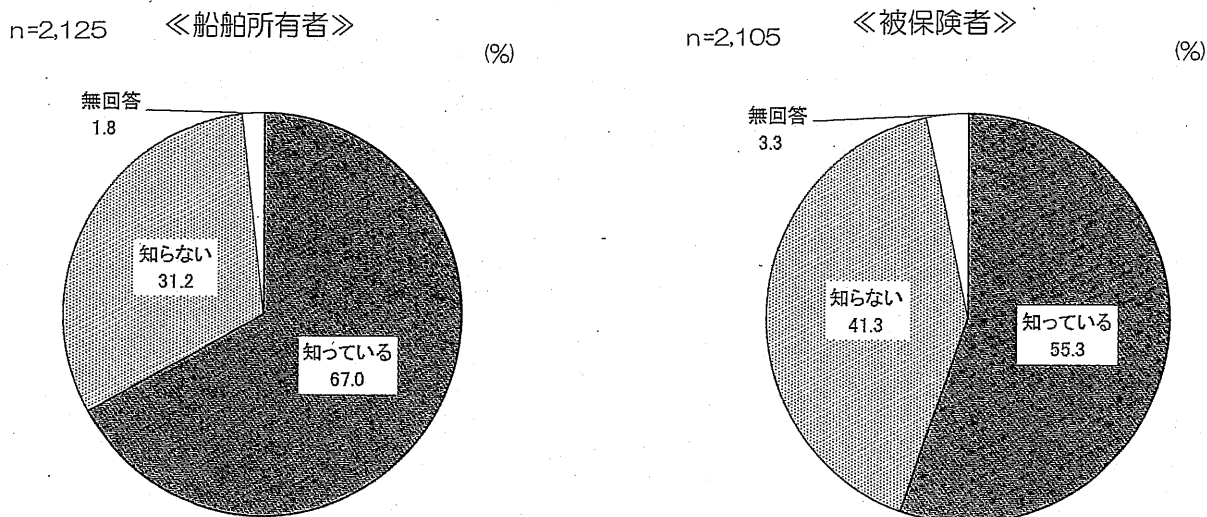 n=2,125
≪船舶所有者≫
(%)
無回答
1.8
知らない
31.2
知っている
67.0
n=2,105
≪被保険者≫
(%)
無回答
3.3
知らない
41.3
知っている
55.3